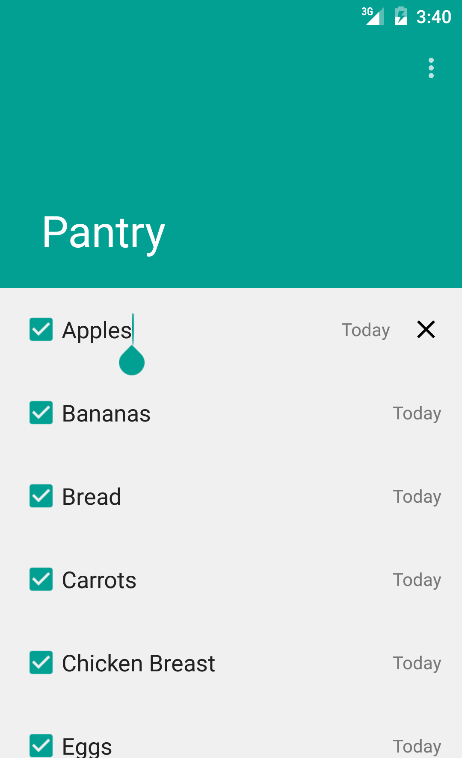 3G 3:40
Pantry
Apples Today
Bananas Today
Bread Today
Carrots Today
Chicken Breast Today
Eggs Today